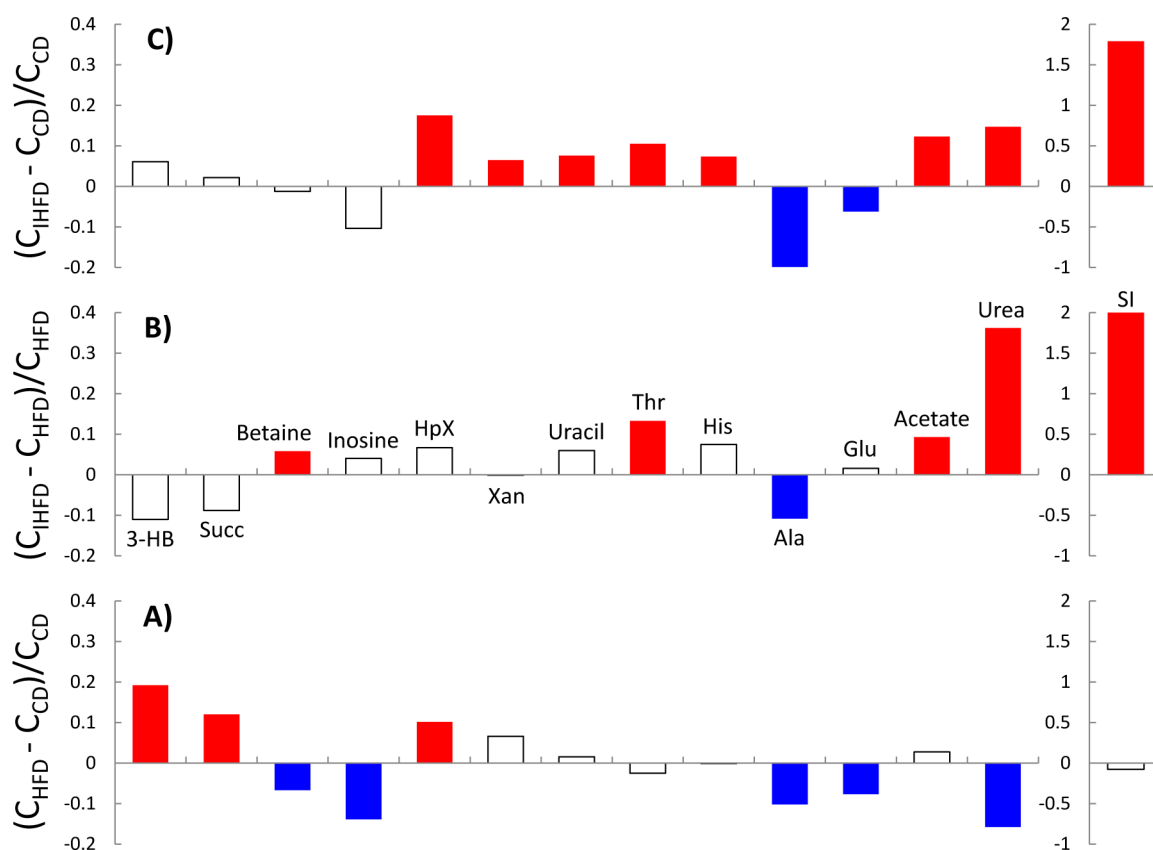 C)
(C_IHFD - C_CD)/C_CD
0.4
0.3
0.2
0.1
0
-0.1
-0.2
2
1.5
1
0.5
0
-0.5
-1
B)
(C_IHFD - C_HFD)/C_HFD
0.4
0.3
0.2
0.1
0
-0.1
-0.2
3-HB
Succ
Betaine
Inosine
HpX
Xan
Uracil
Thr
His
Ala
Glu
Acetate
Urea
SI
2
1.5
1
0.5
0
-0.5
-1
A)
(C_HFD - C_CD)/C_CD
0.4
0.3
0.2
0.1
0
-0.1
-0.2
2
1.5
1
0.5
0
-0.5
-1